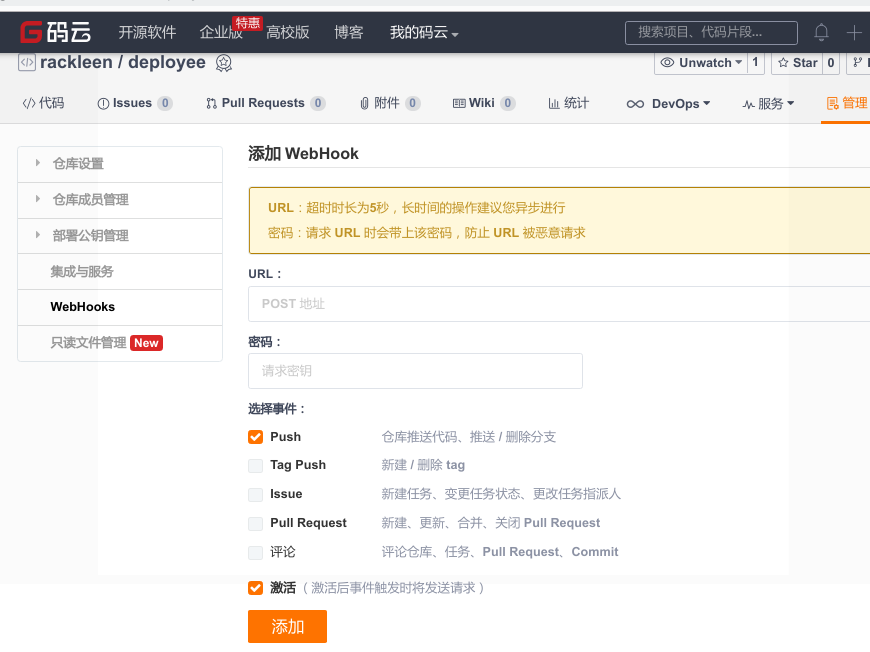 码云 开源软件 企业版 特惠 高校版 博客 我的码云 搜索项目、代码片段...
rackleen / deployee Unwatch 1 Star 0
代码 Issues 0 Pull Requests 0 附件 0 Wiki 0 统计 DevOps 服务 管理
仓库设置
仓库成员管理
部署公钥管理
集成与服务
WebHooks
只读文件管理 New
添加 WebHook
URL：超时时长为5秒，长时间的操作建议您异步进行
密码：请求 URL 时会带上该密码，防止 URL 被恶意请求
URL：
POST 地址
密码：
请求密钥
选择事件：
Push 仓库推送代码、推送 / 删除分支
Tag Push 新建 / 删除 tag
Issue 新建任务、变更任务状态、更改任务指派人
Pull Request 新建、更新、合并、关闭 Pull Request
评论 评论仓库、任务、Pull Request、Commit
激活（激活后事件触发时将发送请求）
添加